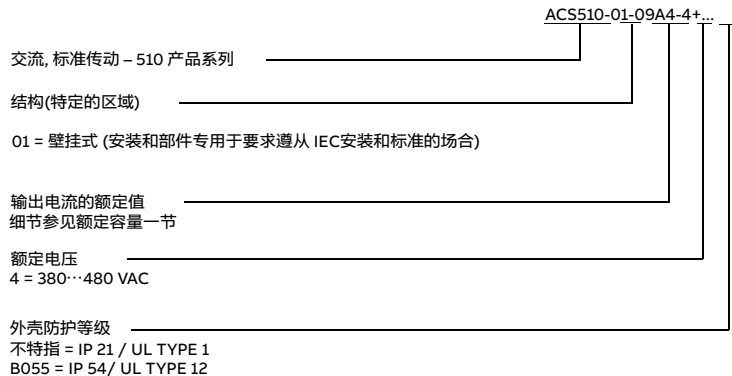 ACS510-01-09A4-4+...
交流, 标准传动 – 510 产品系列
结构(特定的区域)
01 = 壁挂式 (安装和部件专用于要求遵从 IEC安装和标准的场合)
输出电流的额定值
细节参见额定容量一节
额定电压
4 = 380…480 VAC
外壳防护等级
不特指 = IP 21 / UL TYPE 1
B055 = IP 54/ UL TYPE 12